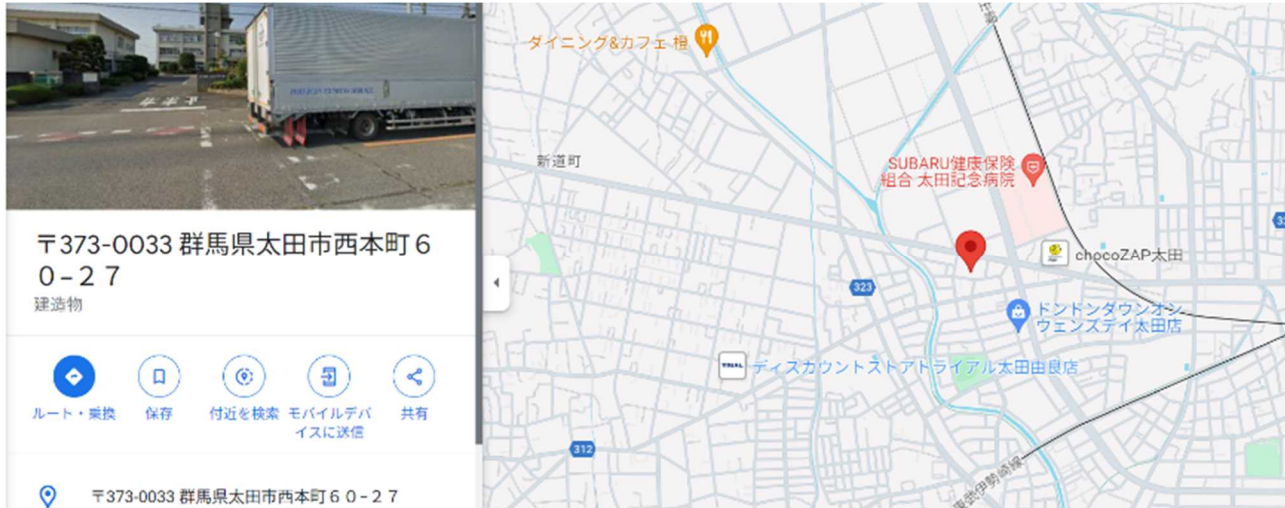 〒373-0033 群馬県太田市西本町6
0-27
建造物
ルート・乗換
保存
付近を検索
モバイルデバ
イスに送信
共有
〒373-0033 群馬県太田市西本町60-27
ダイニング&カフェ 橙
新道町
SUBARU健康保険
組合 太田記念病院
chocoZAP太田
323
ドンドンダウンオン
ウェンズデイ太田店
TRIAL
ディスカウントストアトライアル太田由良店
312
東武伊勢崎線